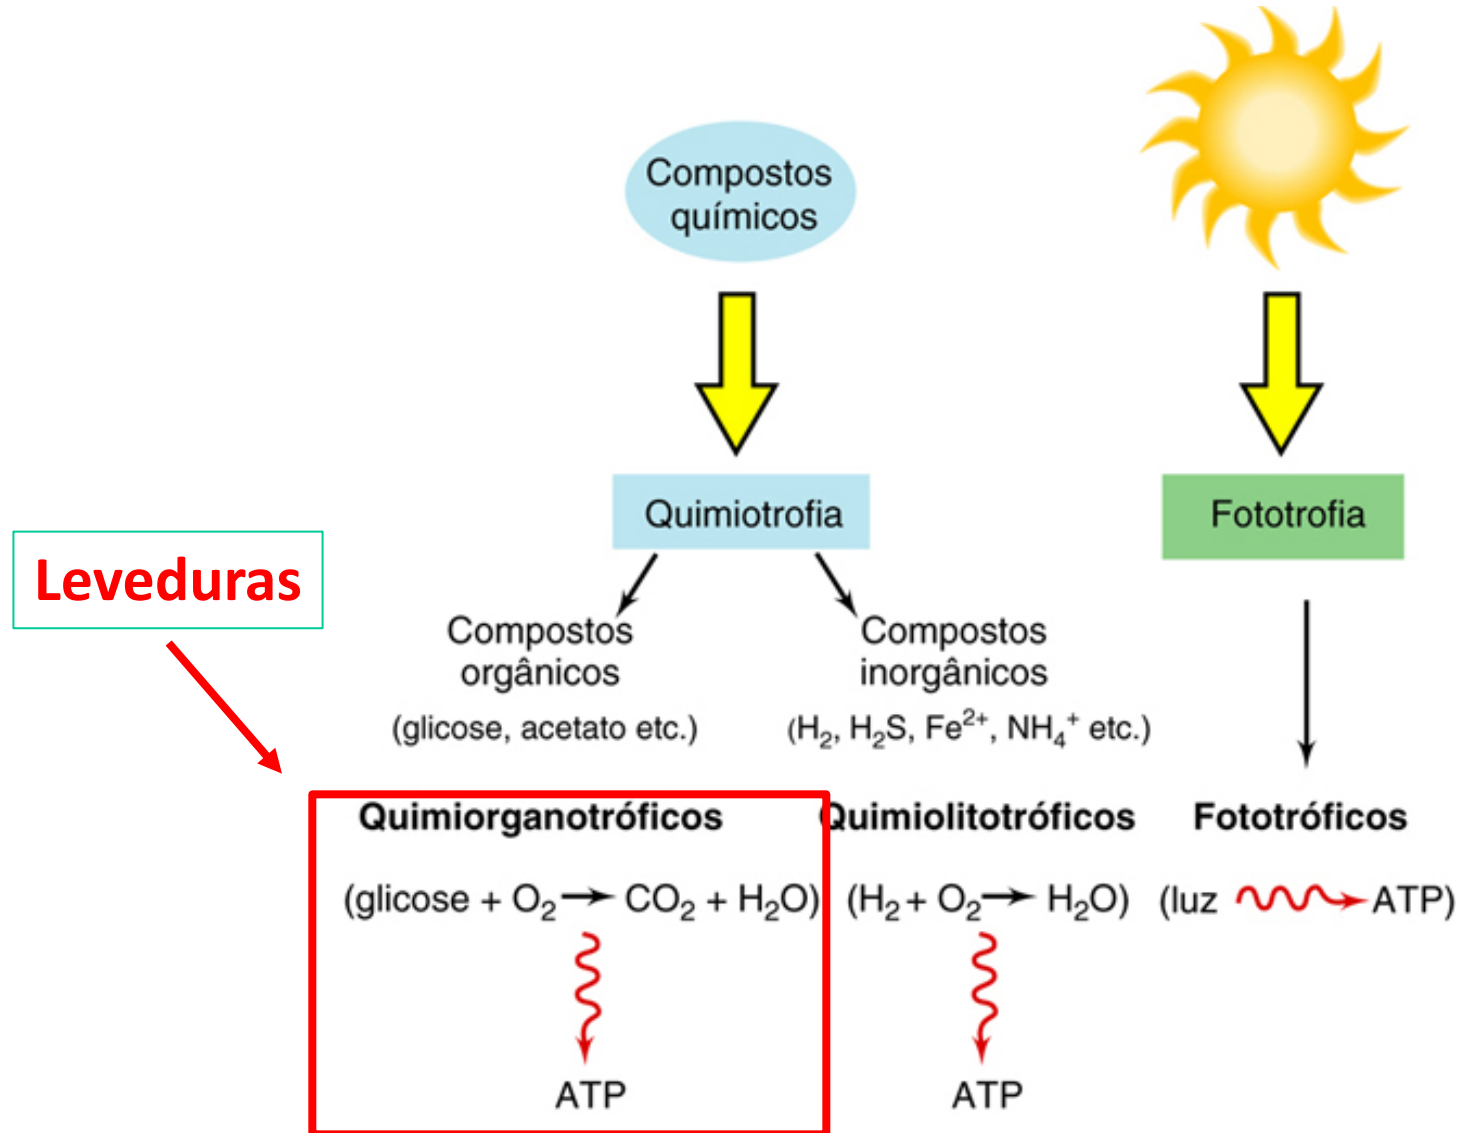 Compostos
químicos
Quimiotrofia
Fototrofia
Leveduras
Compostos
orgânicos
(glicose, acetato etc.)
Compostos
inorgânicos
(H₂, H₂S, Fe²⁺, NH₄⁺ etc.)
Quimiorganotróficos
(glicose + O₂ → CO₂ + H₂O)
ATP
Quimiolitotróficos
(H₂ + O₂ → H₂O)
ATP
Fototróficos
(luz → ATP)